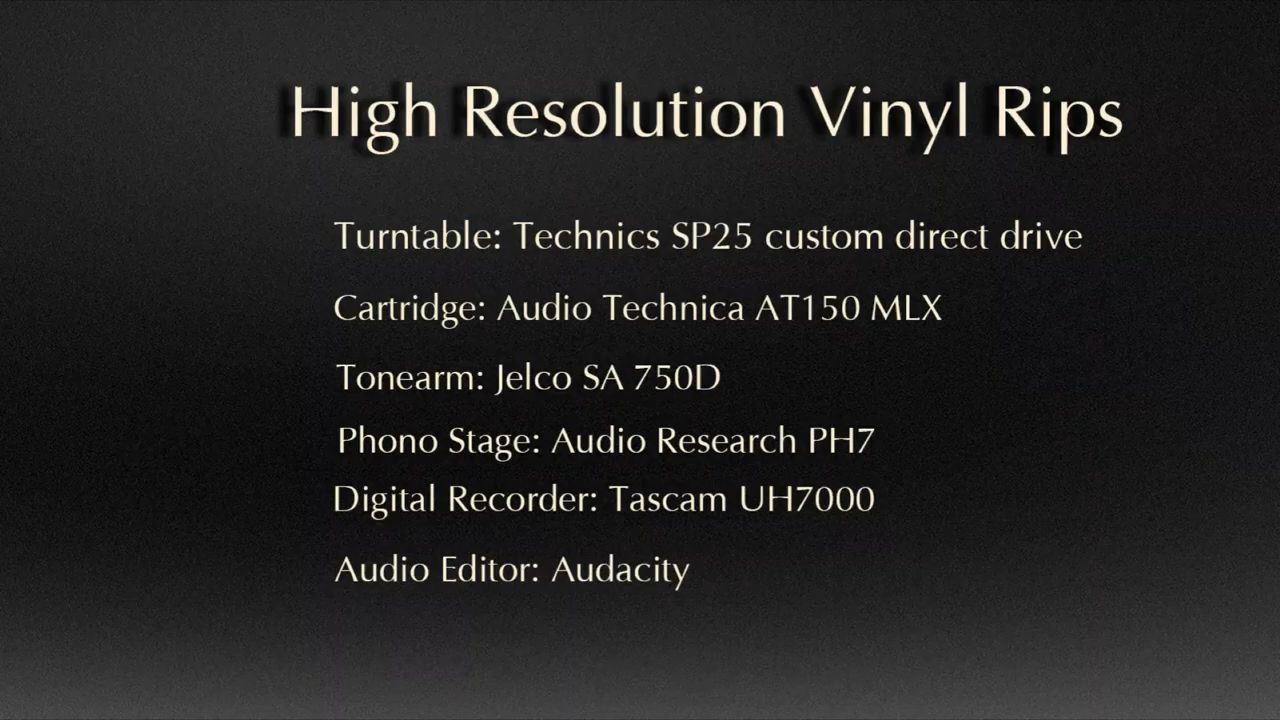 High Resolution Vinyl Rips
Turntable: Technics SP25 custom direct drive
Cartridge: Audio Technica AT150 MLX
Tonearm: Jelco SA 750D
Phono Stage: Audio Research PH7
Digital Recorder: Tascam UH7000
Audio Editor: Audacity